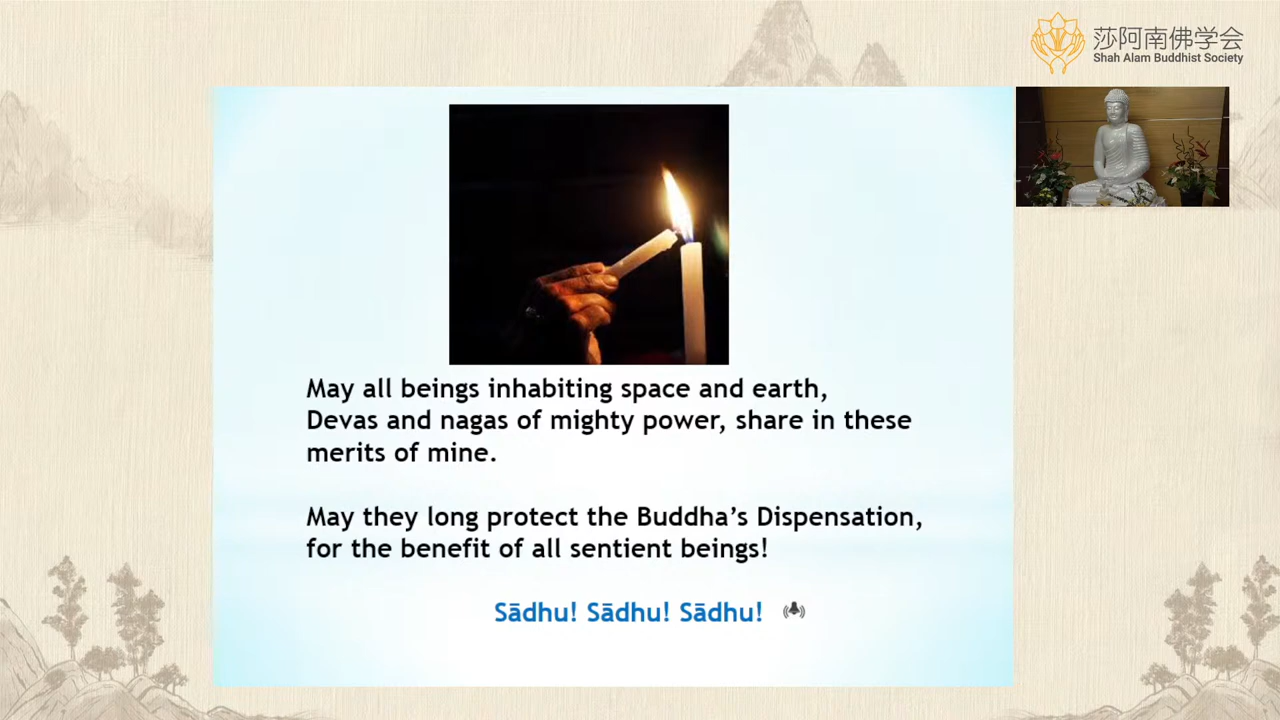 莎阿南佛学会
Shah Alam Buddhist Society
May all beings inhabiting space and earth,
Devas and nagas of mighty power, share in these
merits of mine.
May they long protect the Buddha’s Dispensation,
for the benefit of all sentient beings!
Sādhu! Sādhu! Sādhu!